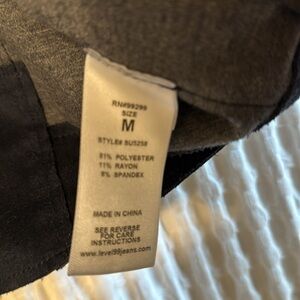 RN#99299
SIZE
M
STYLE# SU5258
81% POLYESTER
11% RAYON
8% SPANDEX
MADE IN CHINA
SEE REVERSE
FOR CARE
INSTRUCTIONS
www.level99jeans.com